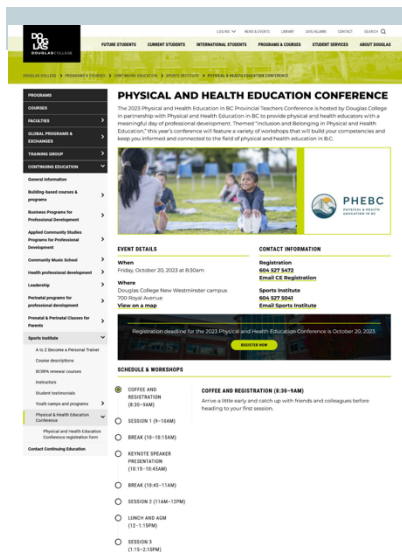 LOG INS
NEWS & EVENTS
LIBRARY
GIVE/ALUMNI
CONTACT
SEARCH
DOUGLASCOLLEGE
FUTURE STUDENTS
CURRENT STUDENTS
INTERNATIONAL STUDENTS
PROGRAMS & COURSES
STUDENT SERVICES
ABOUT DOUGLAS
DOUGLAS COLLEGE > PROGRAMS & COURSES > CONTINUING EDUCATION > SPORTS INSTITUTE > PHYSICAL & HEALTH EDUCATION CONFERENCE
PROGRAMS
COURSES
FACULTIES
GLOBAL PROGRAMS &
EXCHANGES
TRAINING GROUP
CONTINUING EDUCATION
General information
Building-based courses &
programs
Business Programs for
Professional Development
Applied Community Studies
Programs for Professional
Development
Community Music School
Health professional development
Leadership
Perinatal programs for
professional development
Prenatal & Perinatal Classes for
Parents
Sports Institute
A to Z Become a Personal Trainer
Course descriptions
BCRPA renewal courses
Instructors
Student testimonials
Youth camps and programs
Physical & Health Education
Conference
Physical and Health Education
Conference registration form
Contact Continuing Education
PHYSICAL AND HEALTH EDUCATION CONFERENCE
The 2023 Physical and Health Education in BC Provincial Teachers Conference is hosted by Douglas College
in partnership with Physical and Health Education in BC to provide physical and health educators with a
meaningful day of professional development. Themed "Inclusion and Belonging in Physical and Health
Education," this year's conference will feature a variety of workshops that will build your competencies and
keep you informed and connected to the field of physical and health education in B.C.
PHEBC
PHYSICAL & HEALTH
EDUCATION IN BC
EVENT DETAILS
When
Friday, October 20, 2023 at 8:30am
Where
Douglas College New Westminster campus
700 Royal Avenue
View on a map
CONTACT INFORMATION
Registration
604 527 5472
Email CE Registration
Sports Institute
604 527 5041
Email Sports Institute
Registration deadline for the 2023 Physical and Health Education Conference is October 20, 2023
REGISTER NOW
SCHEDULE & WORKSHOPS
COFFEE AND
REGISTRATION
(8:30-9AM)
SESSION 1 (9-10AM)
BREAK (10-10:15AM)
KEYNOTE SPEAKER
PRESENTATION
(10:15-10:45AM)
BREAK (10:45-11AM)
SESSION 2 (11AM-12PM)
LUNCH AND AGM
(12-1:15PM)
SESSION 3
(1:15-2:15PM)
COFFEE AND REGISTRATION (8:30-9AM)
Arrive a little early and catch up with friends and colleagues before
heading to your first session.